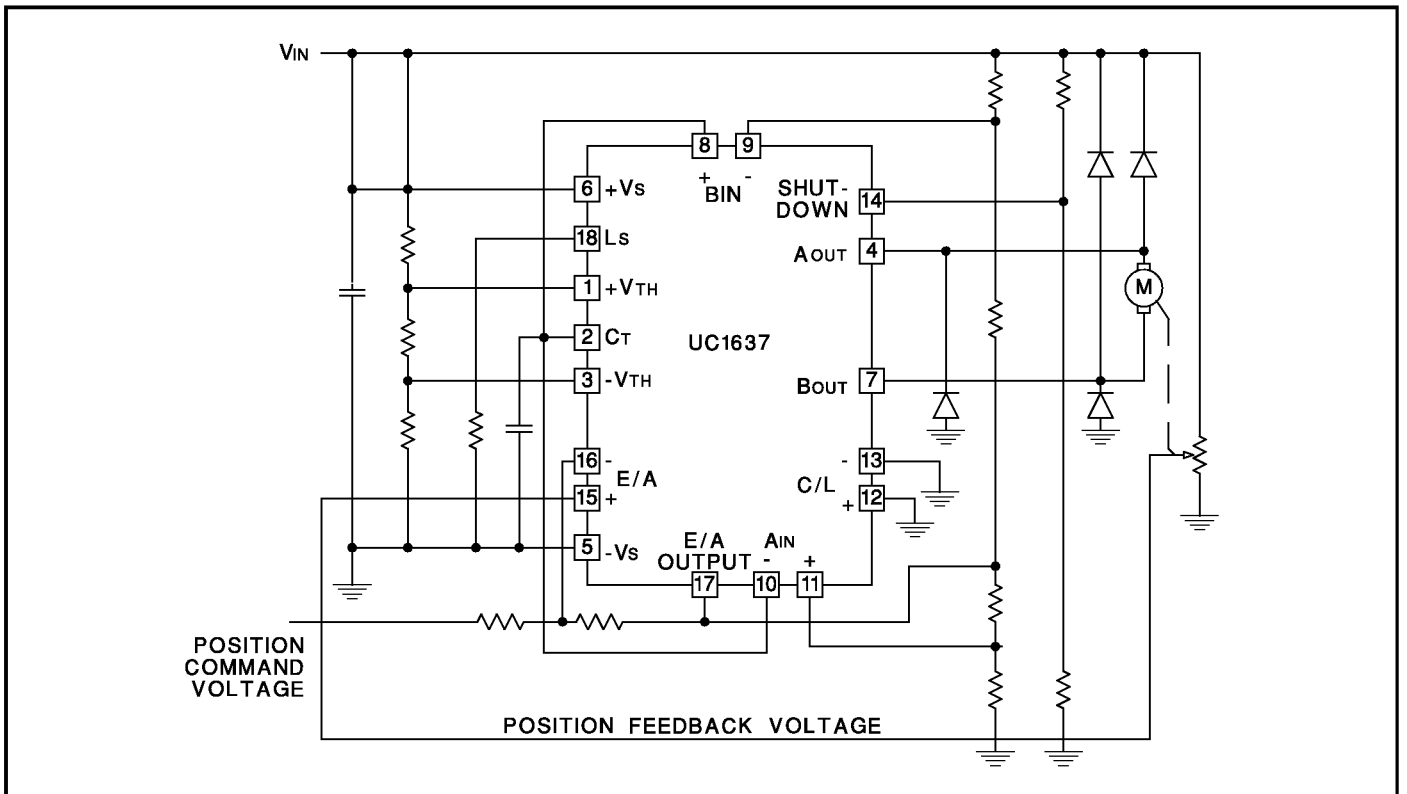 VIN
8 9
+ -
BIN
6 +VS
SHUT-
DOWN 14
18 LS
AOUT 4
1 +VTH
M
2 CT
UC1637
3 -VTH
BOUT 7
16 -
E/A
15 +
- 13
C/L
+ 12
5 -VS
E/A
OUTPUT
AIN
- +
17 10 11
POSITION
COMMAND
VOLTAGE
POSITION FEEDBACK VOLTAGE